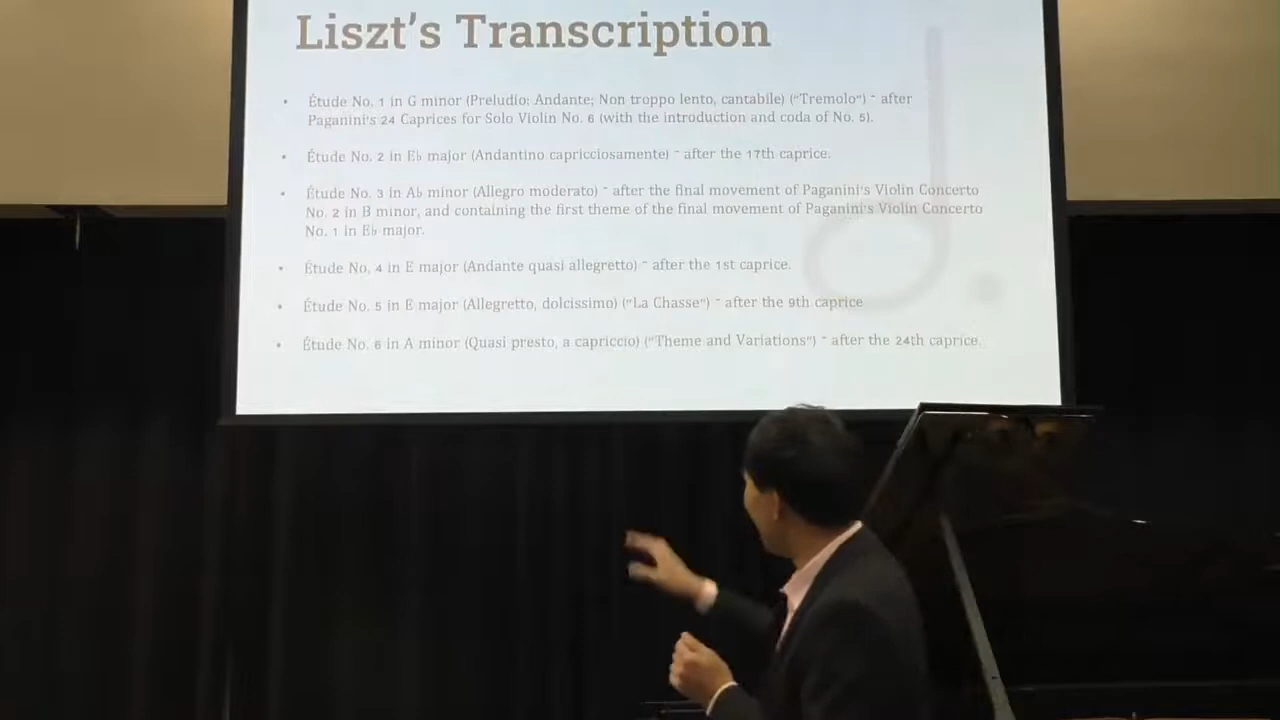 Liszt's Transcription
• Étude No. 1 in G minor (Preludio; Andante; Non troppo lento, cantabile) ("Tremolo") – after
Paganini's 24 Caprices for Solo Violin No. 6 (with the introduction and coda of No. 5).
• Étude No. 2 in E♭ major (Andantino capricciosamente) – after the 17th caprice.
• Étude No. 3 in A♭ minor (Allegro moderato) – after the final movement of Paganini's Violin Concerto
No. 2 in B minor, and containing the first theme of the final movement of Paganini's Violin Concerto
No. 1 in E♭ major.
• Étude No. 4 in E major (Andante quasi allegretto) – after the 1st caprice.
• Étude No. 5 in E major (Allegretto, dolcissimo) ("La Chasse") – after the 9th caprice
• Étude No. 6 in A minor (Quasi presto, a capriccio) ("Theme and Variations") – after the 24th caprice.